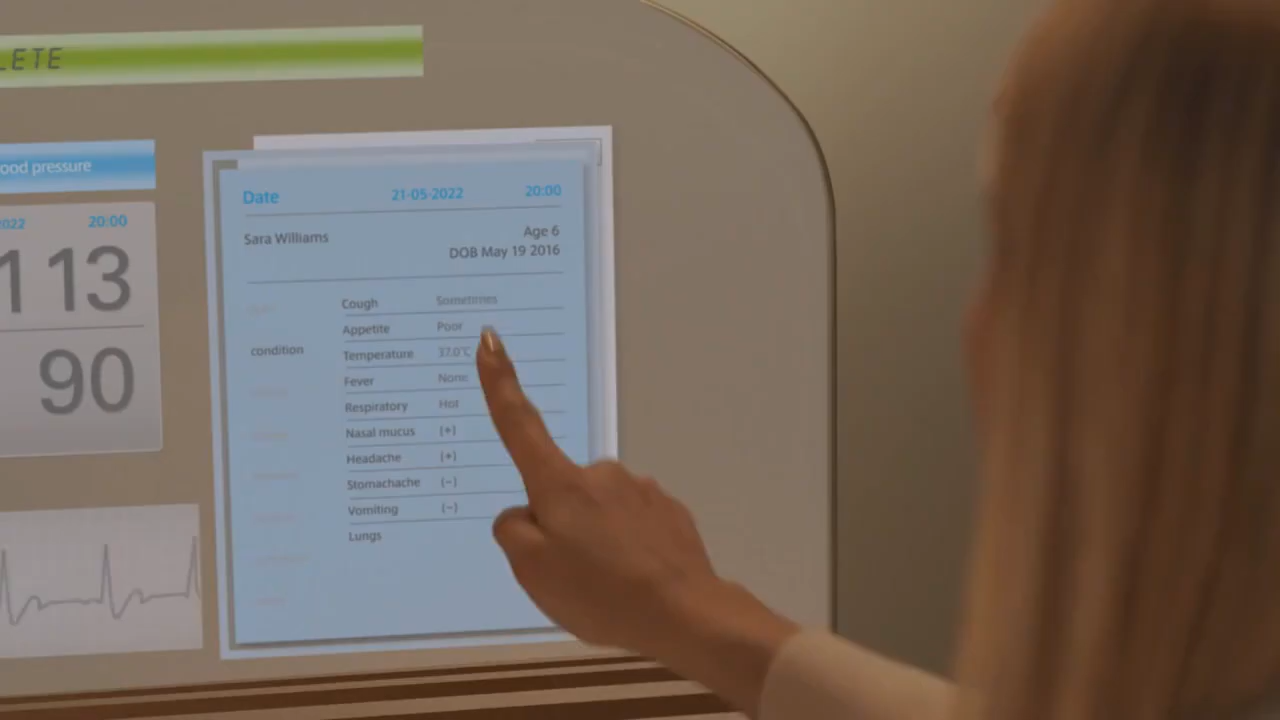 LETE
ood pressure
2022 20:00
113
90
Date 21-05-2022 20:00
Sara Williams Age 6
DOB May 19 2016
condition
Cough Sometimes
Appetite Poor
Temperature 37.0°C
Fever None
Respiratory Hot
Nasal mucus (+)
Headache (+)
Stomachache (−)
Vomiting (−)
Lungs